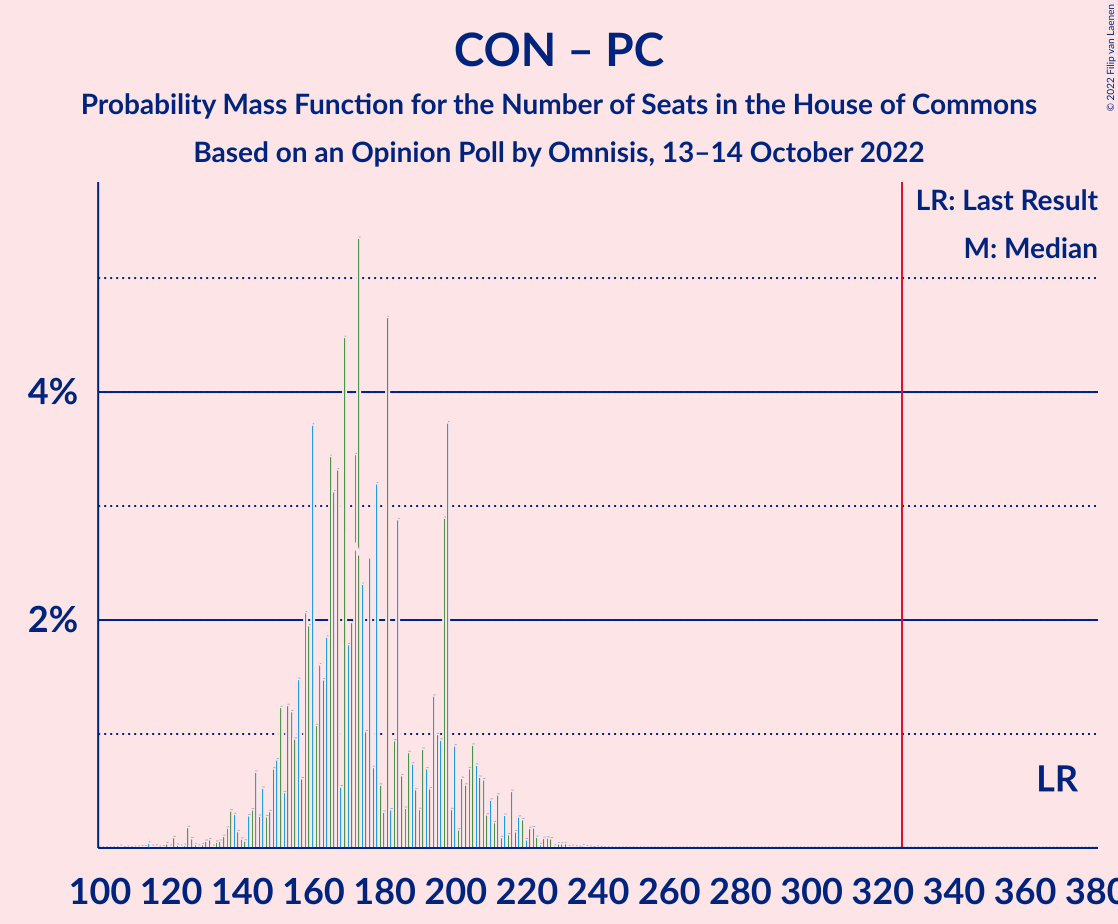 CON – PC
Probability Mass Function for the Number of Seats in the House of Commons
Based on an Opinion Poll by Omnisis, 13–14 October 2022
© 2022 Filip van Laenen
LR: Last Result
M: Median
4%
2%
LR
100 120 140 160 180 200 220 240 260 280 300 320 340 360 380